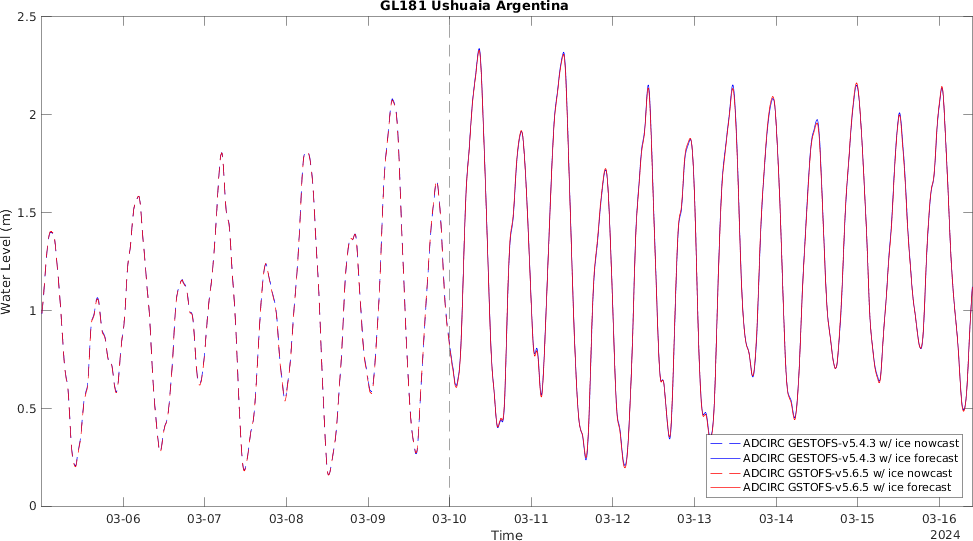 GL181 Ushuaia Argentina
2.5
2
1.5
1
0.5
0
Water Level (m)
ADCIRC GESTOFS-v5.4.3 w/ ice nowcast
ADCIRC GESTOFS-v5.4.3 w/ ice forecast
ADCIRC GSTOFS-v5.6.5 w/ ice nowcast
ADCIRC GSTOFS-v5.6.5 w/ ice forecast
03-06 03-07 03-08 03-09 03-10 03-11 03-12 03-13 03-14 03-15 03-16
Time
2024